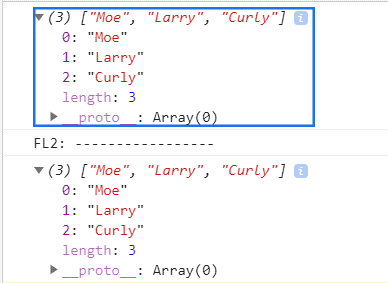 ▼(3) ["Moe", "Larry", "Curly"] i
0: "Moe"
1: "Larry"
2: "Curly"
length: 3
▶__proto__: Array(0)
FL2: -----------------
▼(3) ["Moe", "Larry", "Curly"] i
0: "Moe"
1: "Larry"
2: "Curly"
length: 3
▶__proto__: Array(0)